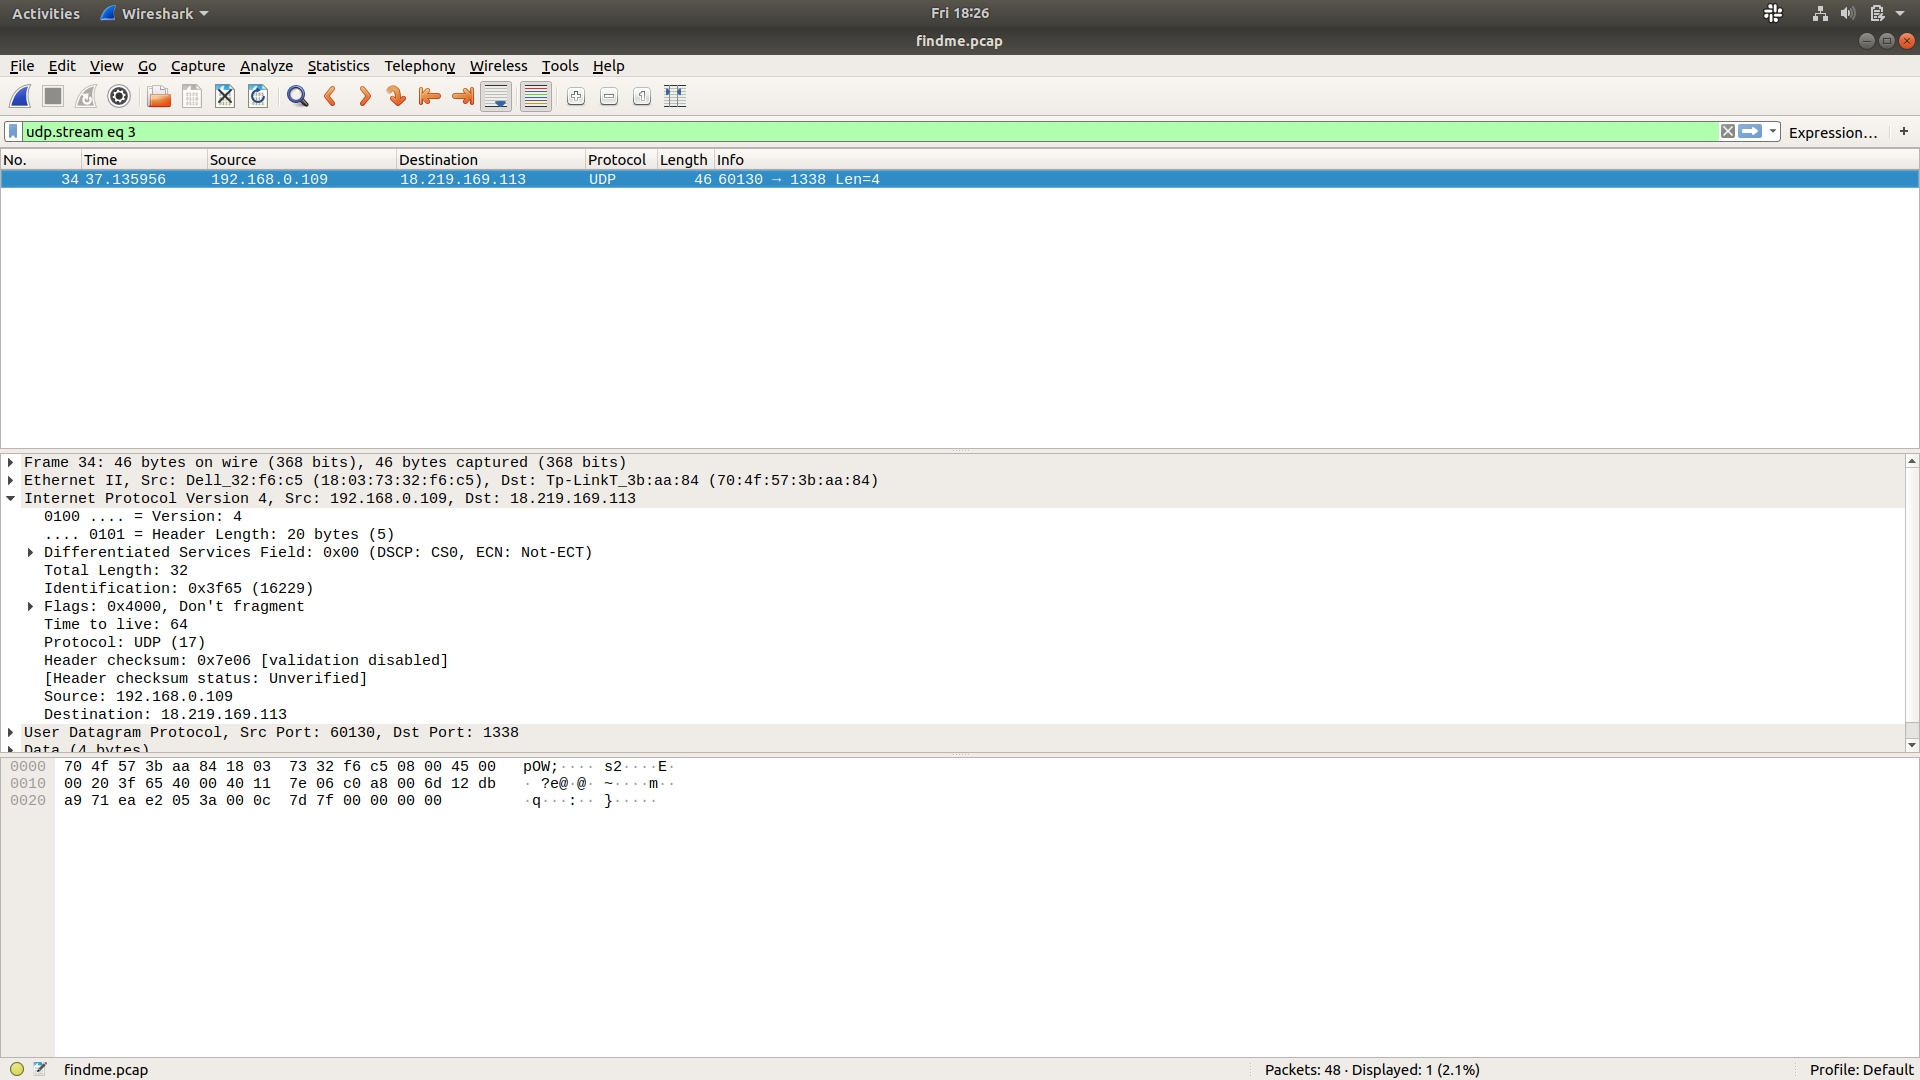 Activities Wireshark Fri 18:26
findme.pcap
File Edit View Go Capture Analyze Statistics Telephony Wireless Tools Help
udp.stream eq 3 Expression… +
No. Time Source Destination Protocol Length Info
34 37.135956 192.168.0.109 18.219.169.113 UDP 46 60130 → 1338 Len=4
Frame 34: 46 bytes on wire (368 bits), 46 bytes captured (368 bits)
Ethernet II, Src: Dell_32:f6:c5 (18:03:73:32:f6:c5), Dst: Tp-LinkT_3b:aa:84 (70:4f:57:3b:aa:84)
Internet Protocol Version 4, Src: 192.168.0.109, Dst: 18.219.169.113
0100 .... = Version: 4
.... 0101 = Header Length: 20 bytes (5)
Differentiated Services Field: 0x00 (DSCP: CS0, ECN: Not-ECT)
Total Length: 32
Identification: 0x3f65 (16229)
Flags: 0x4000, Don't fragment
Time to live: 64
Protocol: UDP (17)
Header checksum: 0x7e06 [validation disabled]
[Header checksum status: Unverified]
Source: 192.168.0.109
Destination: 18.219.169.113
User Datagram Protocol, Src Port: 60130, Dst Port: 1338
Data (4 bytes)
0000 70 4f 57 3b aa 84 18 03 73 32 f6 c5 08 00 45 00 pOW;···· s2····E·
0010 00 20 3f 65 40 00 40 11 7e 06 c0 a8 00 6d 12 db · ?e@·@· ~····m··
0020 a9 71 ea e2 05 3a 00 0c 7d 7f 00 00 00 00 ·q···:·· }·····
findme.pcap Packets: 48 · Displayed: 1 (2.1%) Profile: Default